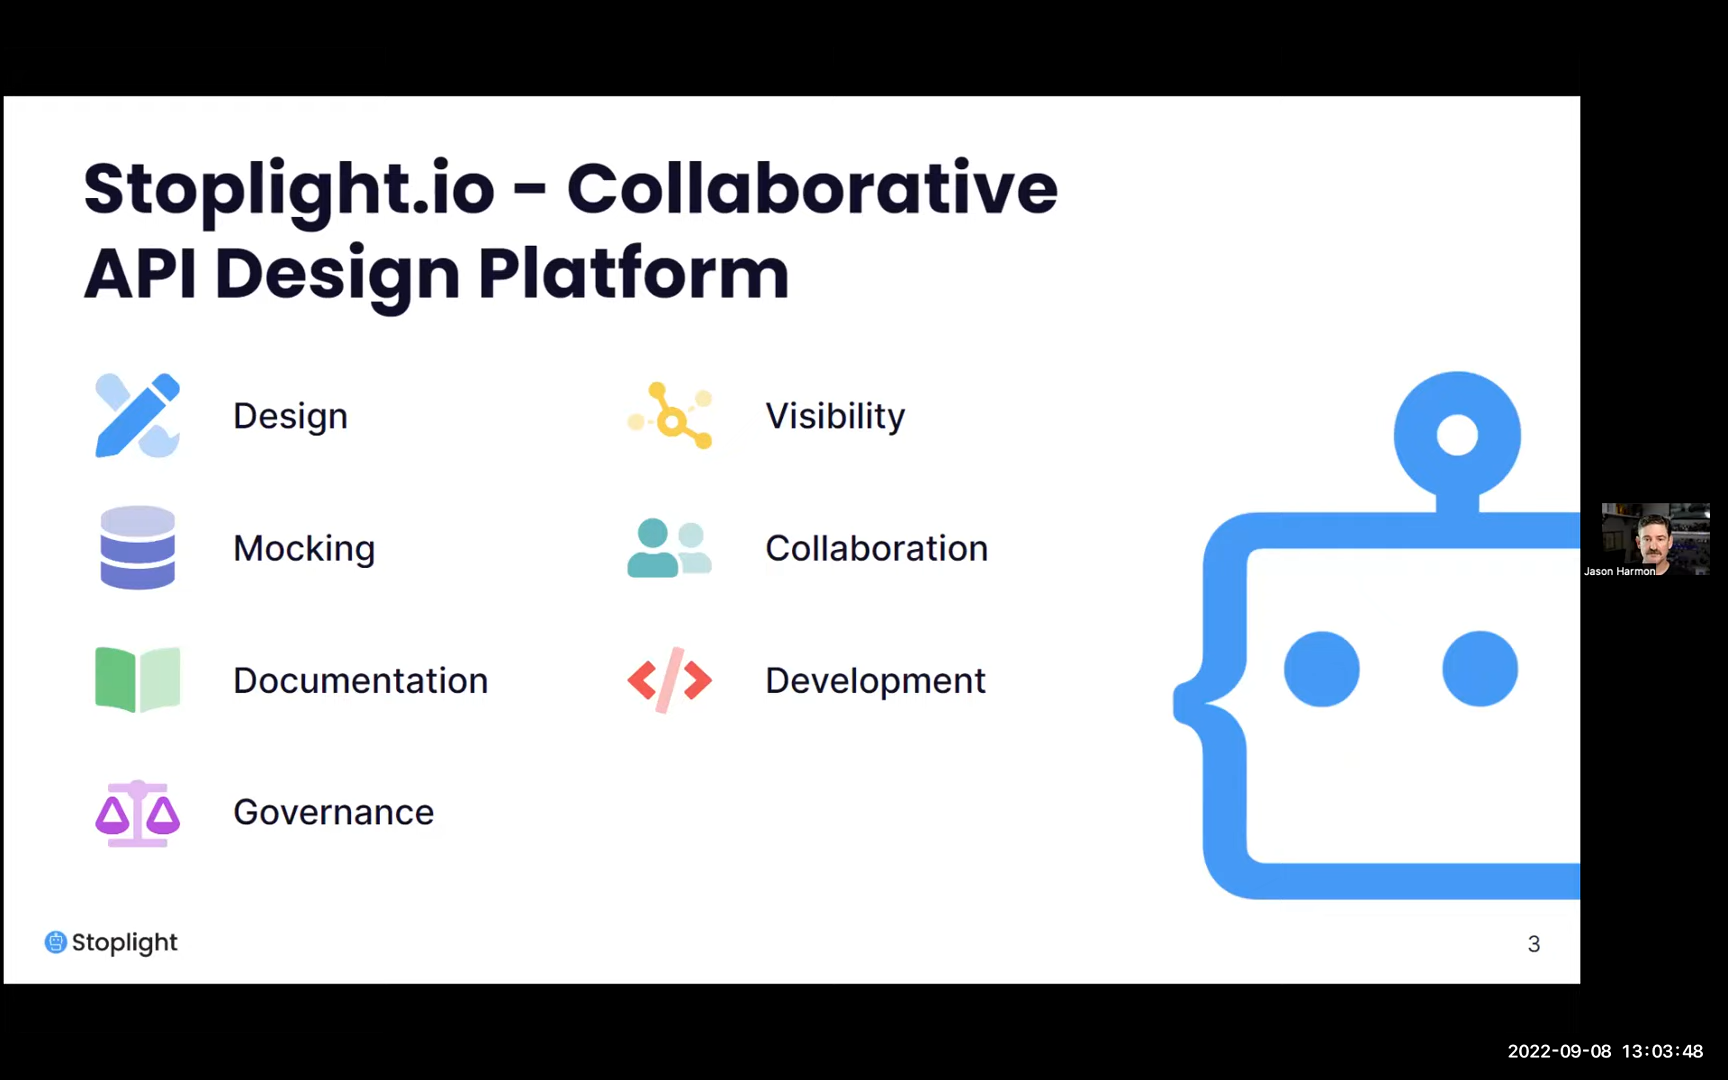 Stoplight.io - Collaborative
API Design Platform
Design
Visibility
Mocking
Collaboration
Documentation
Development
Governance
Stoplight
3
Jason Harmon
2022-09-08 13:03:48